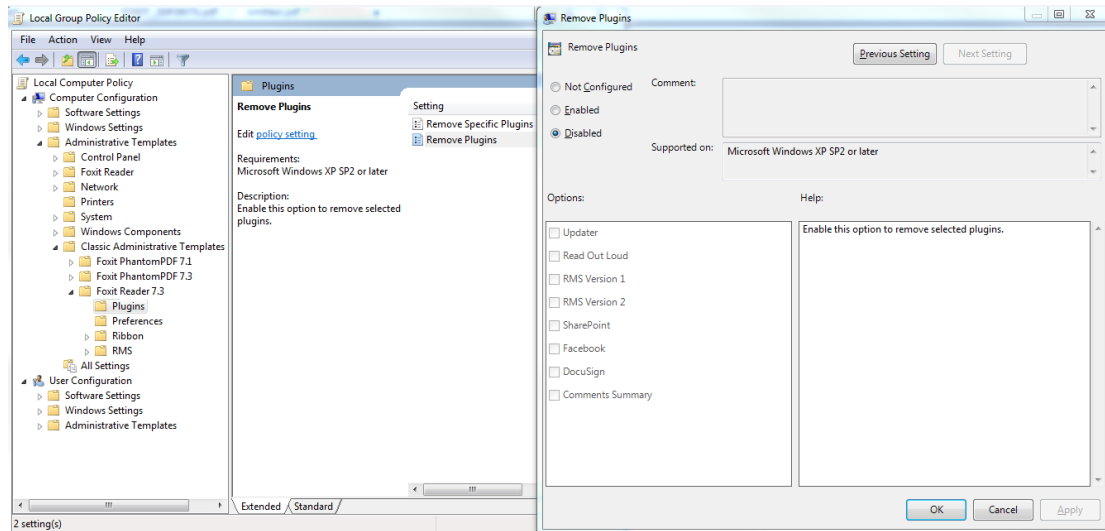 Local Group Policy Editor
File Action View Help
Local Computer Policy
Computer Configuration
Software Settings
Windows Settings
Administrative Templates
Control Panel
Foxit Reader
Network
Printers
System
Windows Components
Classic Administrative Templates
Foxit PhantomPDF 7.1
Foxit PhantomPDF 7.3
Foxit Reader 7.3
Plugins
Preferences
Ribbon
RMS
All Settings
User Configuration
Software Settings
Windows Settings
Administrative Templates
Plugins
Remove Plugins
Edit policy setting
Requirements:
Microsoft Windows XP SP2 or later
Description:
Enable this option to remove selected
plugins.
Setting
Remove Specific Plugins
Remove Plugins
Extended Standard
2 setting(s)
Remove Plugins
Remove Plugins
Previous Setting Next Setting
Not Configured
Enabled
Disabled
Comment:
Supported on:
Microsoft Windows XP SP2 or later
Options:
Help:
Updater
Read Out Loud
RMS Version 1
RMS Version 2
SharePoint
Facebook
DocuSign
Comments Summary
Enable this option to remove selected plugins.
OK Cancel Apply